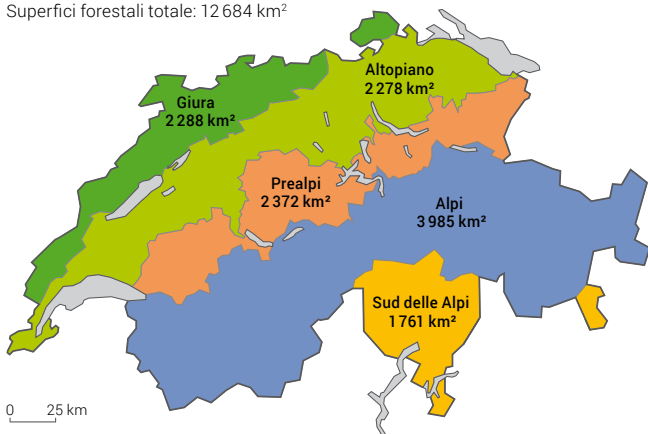 Superfici forestali totale: 12 684 km²
Altopiano
2 278 km²
Giura
2 288 km²
Prealpi
2 372 km²
Alpi
3 985 km²
Sud delle Alpi
1 761 km²
0 25 km